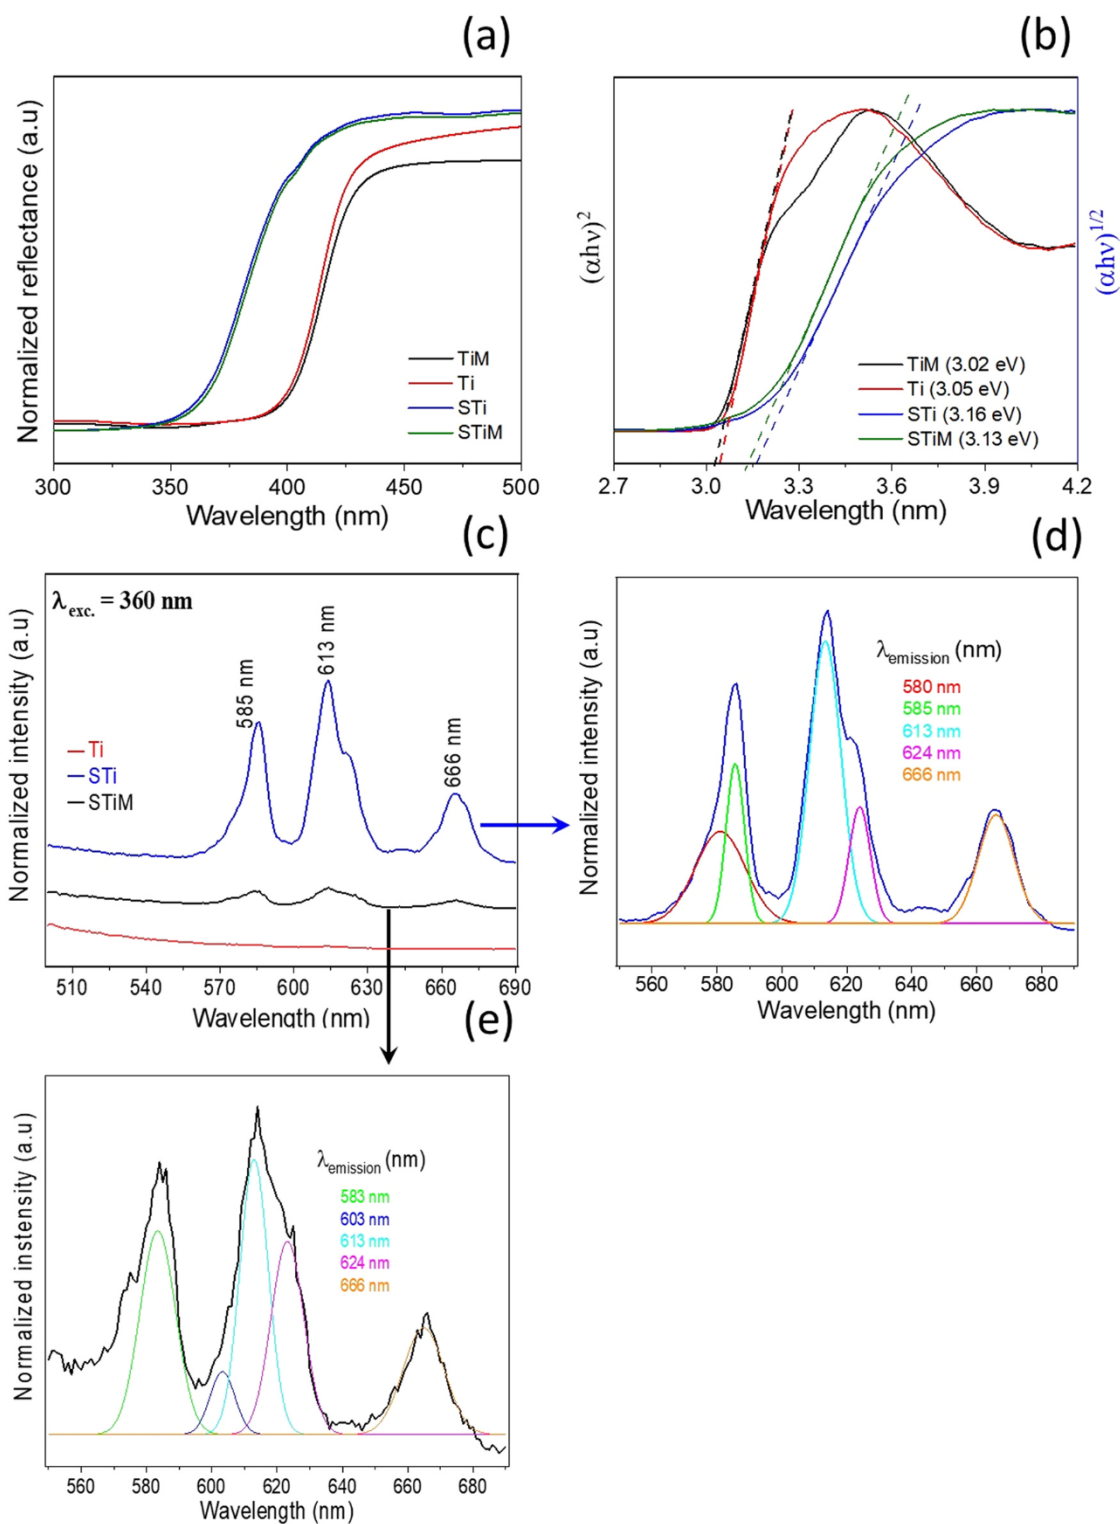 (a)
Normalized reflectance (a.u)
TiM
Ti
STi
STiM
300
350
400
450
500
Wavelength (nm)
(b)
(αhν)²
(αhν)^1/2
TiM (3.02 eV)
Ti (3.05 eV)
STi (3.16 eV)
STiM (3.13 eV)
2.7
3.0
3.3
3.6
3.9
4.2
Wavelength (nm)
(c)
λexc. = 360 nm
Normalized intensity (a.u)
585 nm
613 nm
666 nm
Ti
STi
STiM
510
540
570
600
630
660
690
Wavelength (nm)
(d)
Normalized intensity (a.u)
λemission (nm)
580 nm
585 nm
613 nm
624 nm
666 nm
560
580
600
620
640
660
680
Wavelength (nm)
(e)
Normalized instensity (a.u)
λemission (nm)
583 nm
603 nm
613 nm
624 nm
666 nm
560
580
600
620
640
660
680
Wavelength (nm)